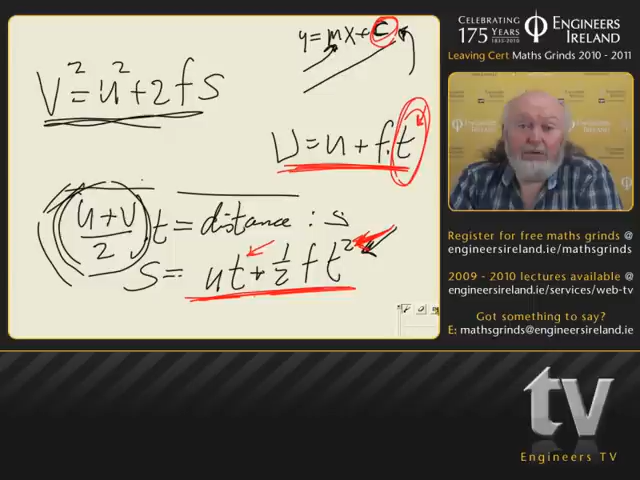 y = mx + c
V² = u² + 2fs
V = u + f.t
(u+v)/2 . t = distance : s
s = ut + ½ f t²
CELEBRATING
175 YEARS
1835-2010
ENGINEERS
IRELAND
Leaving Cert Maths Grinds 2010 - 2011
Register for free maths grinds @
engineersireland.ie/mathsgrinds
2009 - 2010 lectures available @
engineersireland.ie/services/web-tv
Got something to say?
E: mathsgrinds@engineersireland.ie
tv
Engineers TV